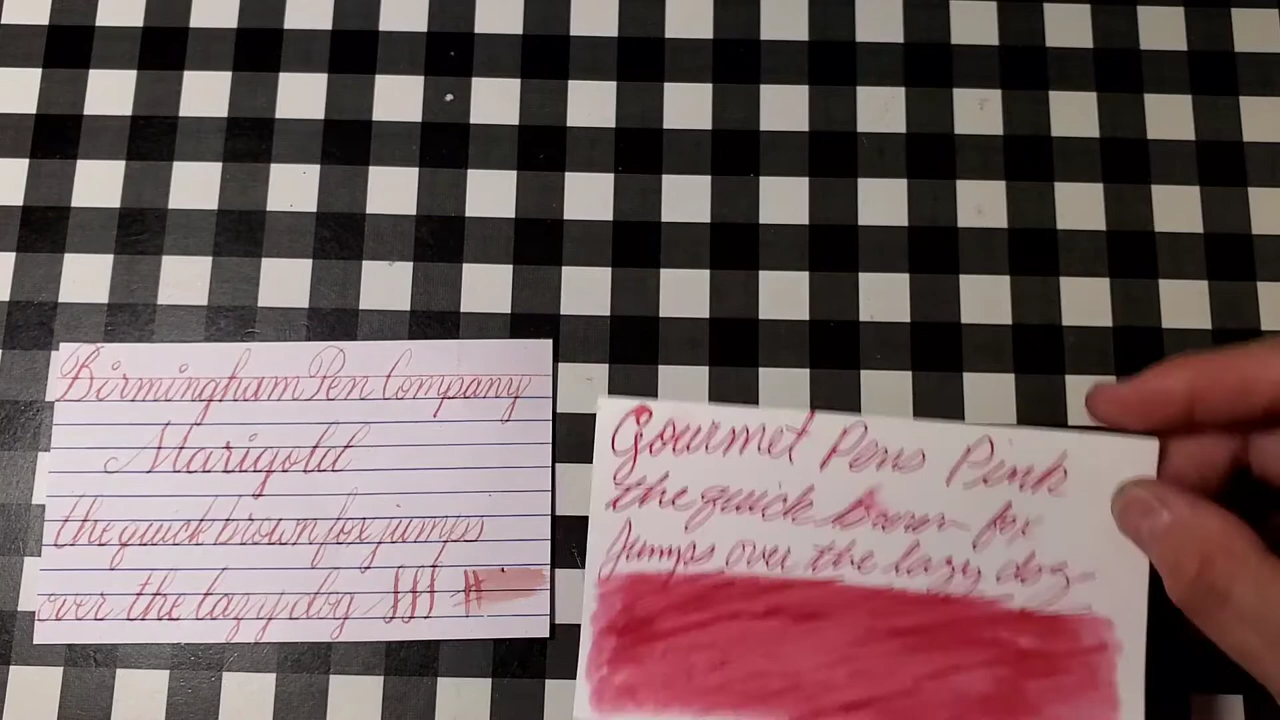 Birmingham Pen Company
Marigold
the quick brown fox jumps
over the lazy dog
Gourmet Pens Pink
the quick brown fox
jumps over the lazy dog